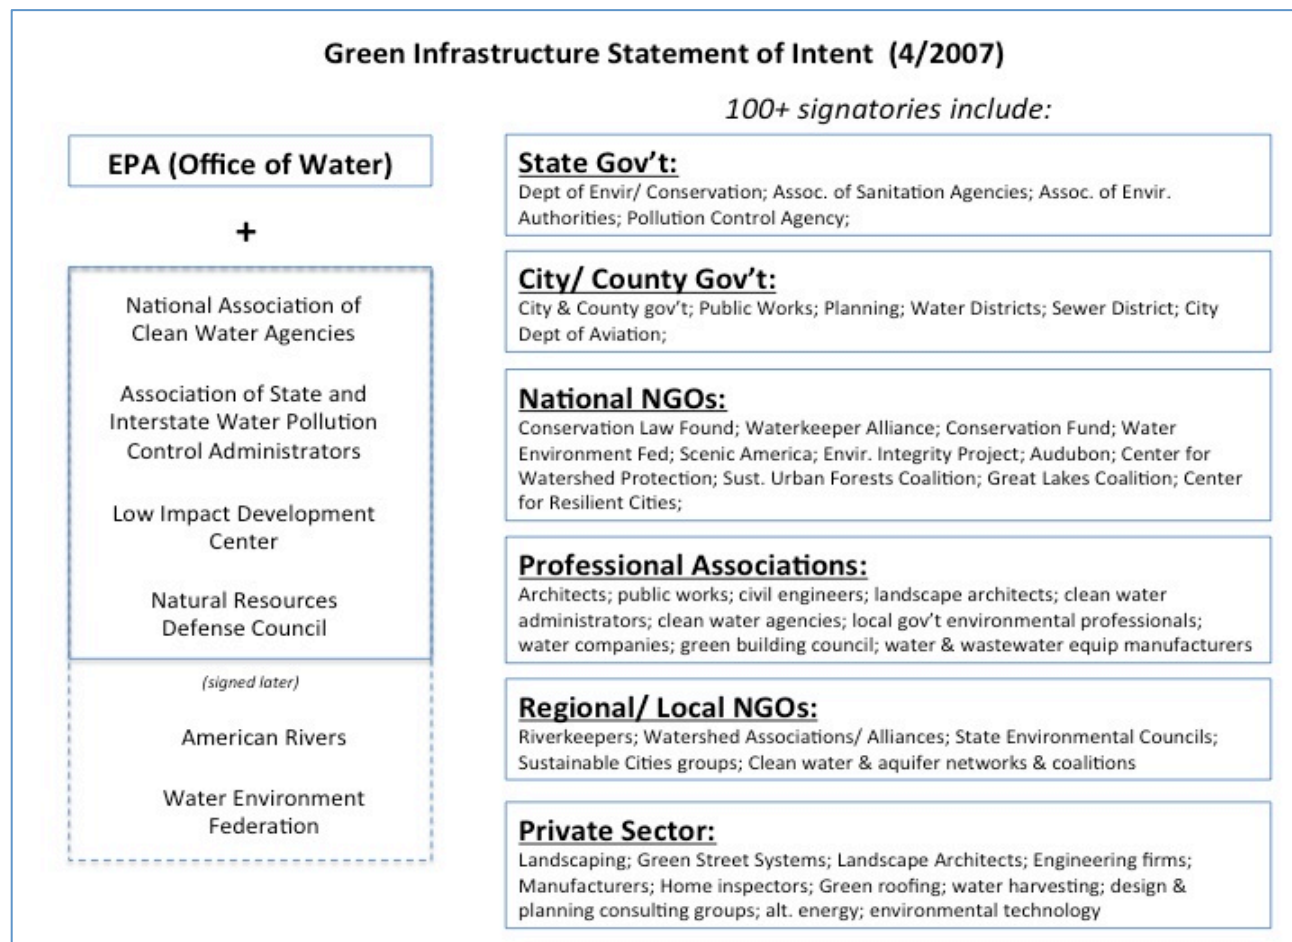 Green Infrastructure Statement of Intent (4/2007)
EPA (Office of Water)
+
National Association of
Clean Water Agencies
Association of State and
Interstate Water Pollution
Control Administrators
Low Impact Development
Center
Natural Resources
Defense Council
(signed later)
American Rivers
Water Environment
Federation
100+ signatories include:
State Gov’t:
Dept of Envir/ Conservation; Assoc. of Sanitation Agencies; Assoc. of Envir.
Authorities; Pollution Control Agency;
City/ County Gov’t:
City & County gov’t; Public Works; Planning; Water Districts; Sewer District; City
Dept of Aviation;
National NGOs:
Conservation Law Found; Waterkeeper Alliance; Conservation Fund; Water
Environment Fed; Scenic America; Envir. Integrity Project; Audubon; Center for
Watershed Protection; Sust. Urban Forests Coalition; Great Lakes Coalition; Center
for Resilient Cities;
Professional Associations:
Architects; public works; civil engineers; landscape architects; clean water
administrators; clean water agencies; local gov’t environmental professionals;
water companies; green building council; water & wastewater equip manufacturers
Regional/ Local NGOs:
Riverkeepers; Watershed Associations/ Alliances; State Environmental Councils;
Sustainable Cities groups; Clean water & aquifer networks & coalitions
Private Sector:
Landscaping; Green Street Systems; Landscape Architects; Engineering firms;
Manufacturers; Home inspectors; Green roofing; water harvesting; design &
planning consulting groups; alt. energy; environmental technology